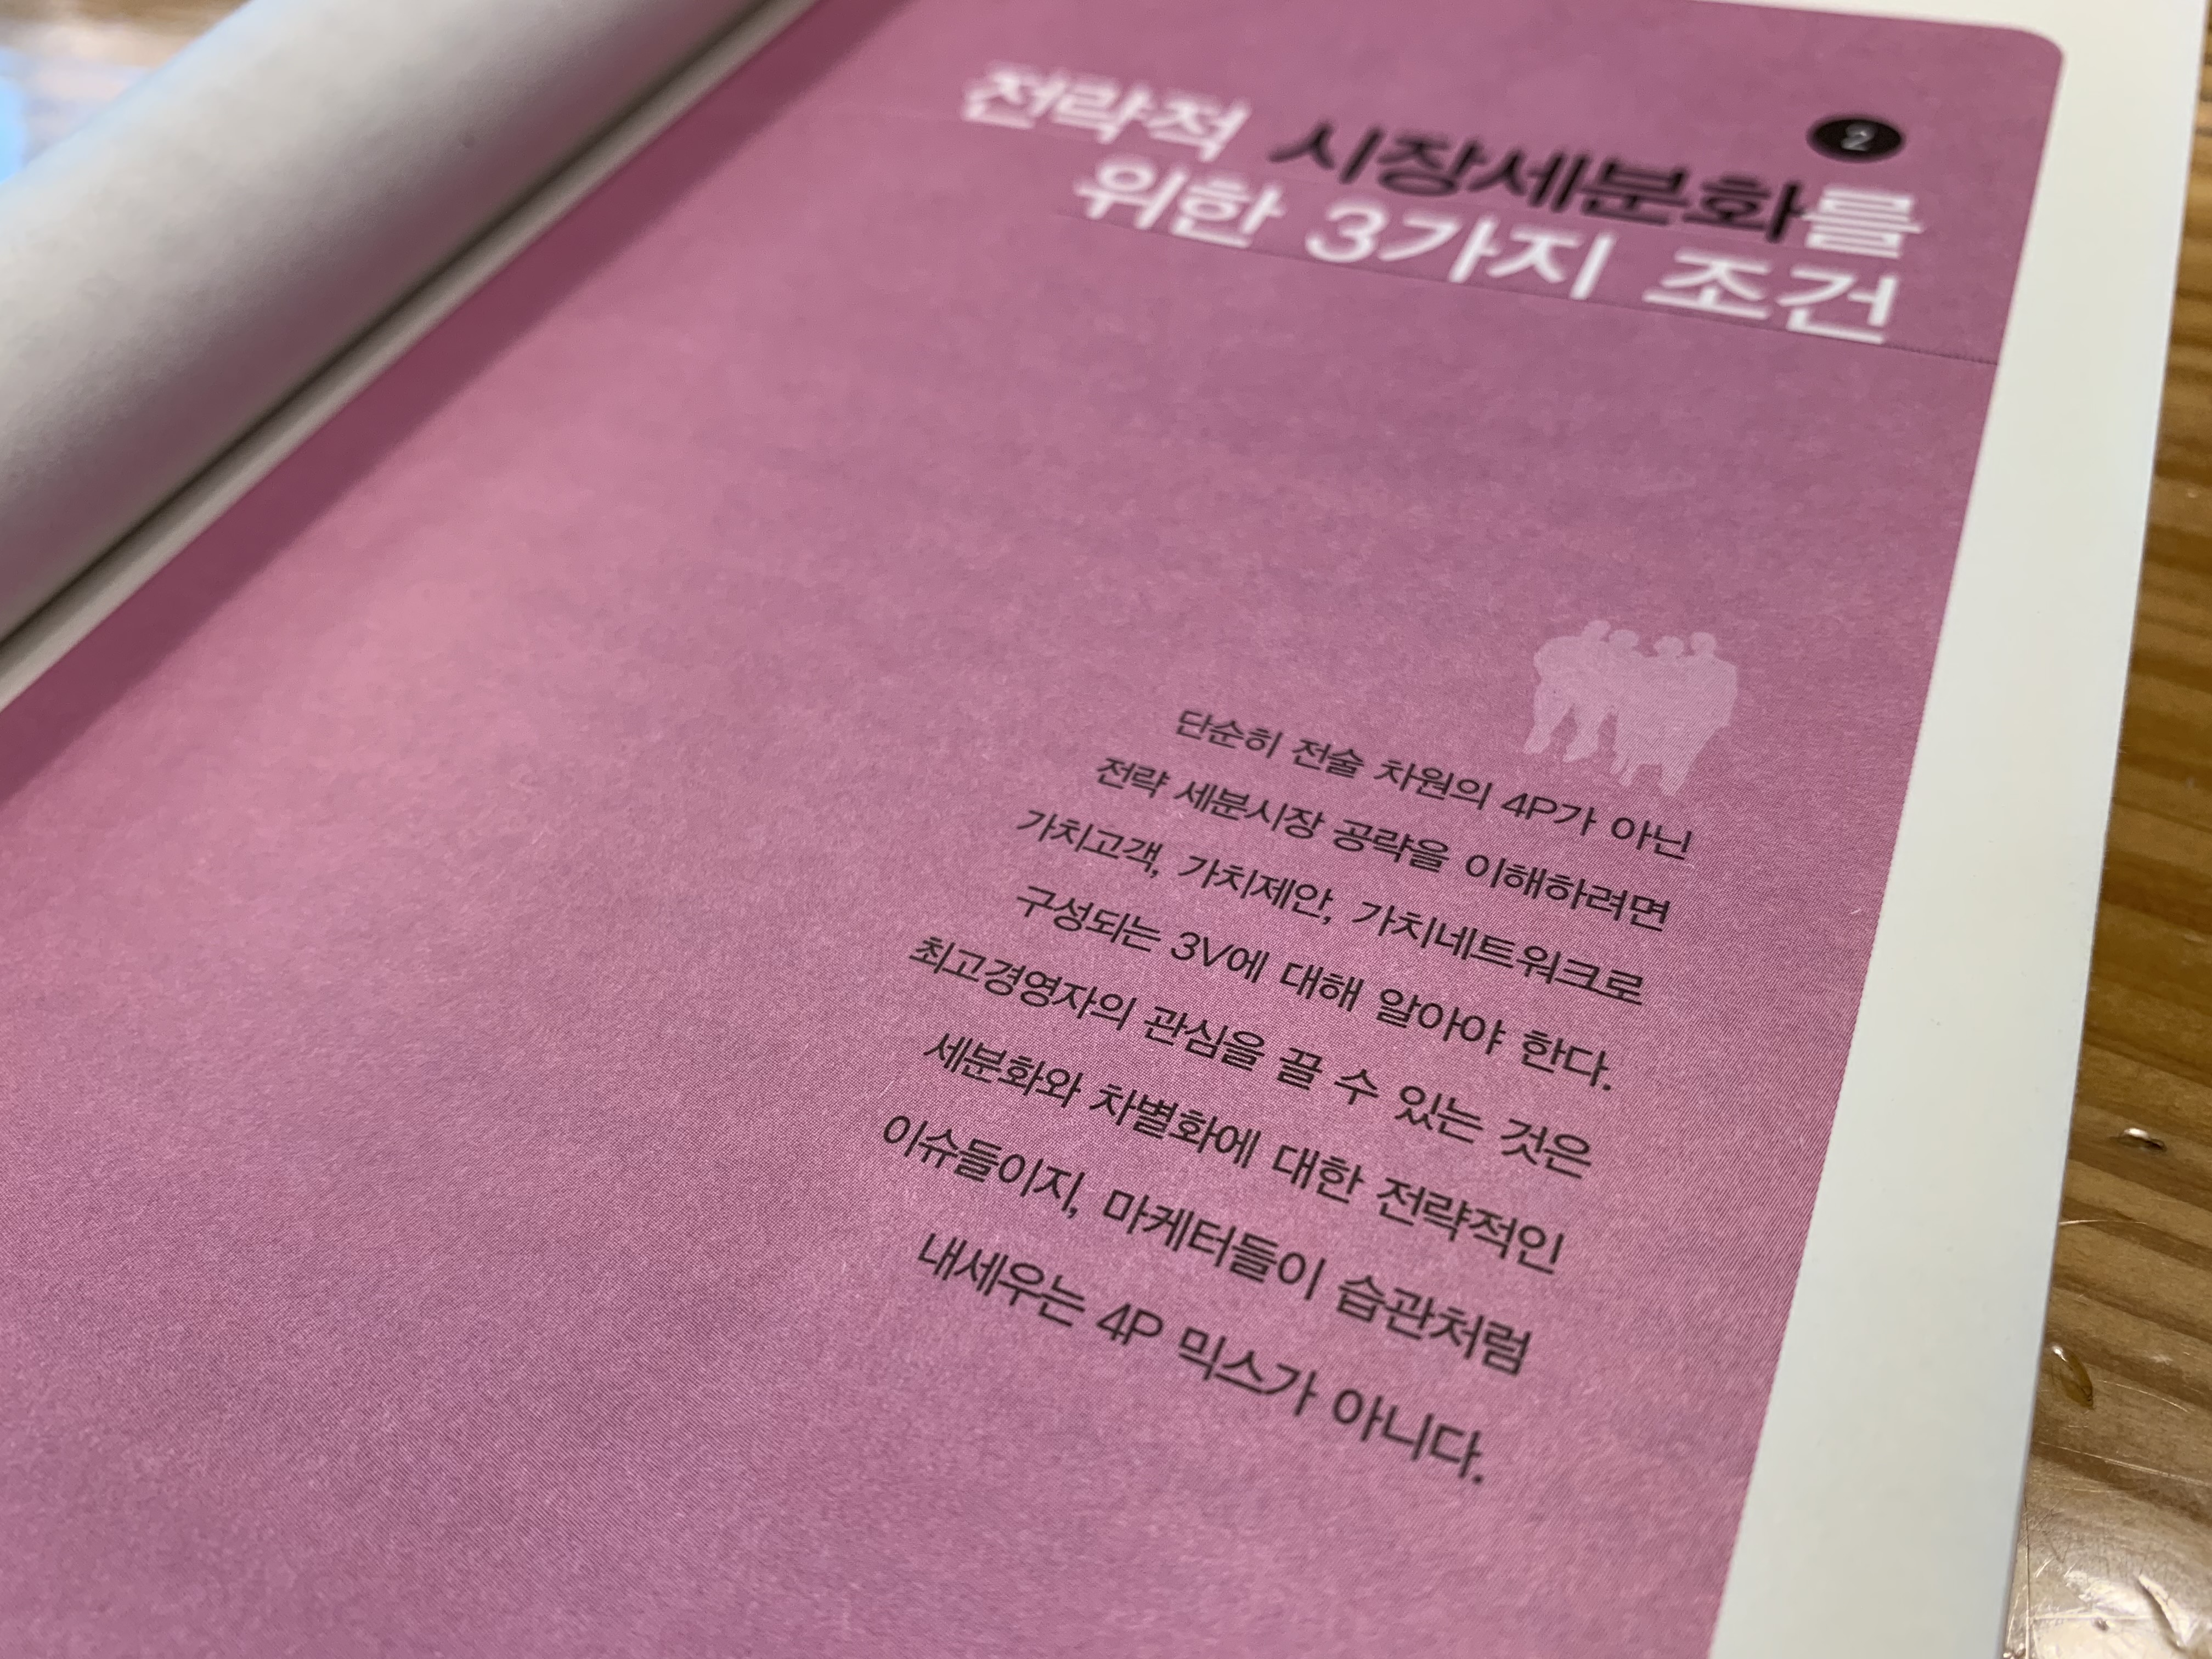 2
전략적 시장세분화를
위한 3가지 조건
단순히 전술 차원의 4P가 아닌
전략 세분시장 공략을 이해하려면
가치고객, 가치제안, 가치네트워크로
구성되는 3V에 대해 알아야 한다.
최고경영자의 관심을 끌 수 있는 것은
세분화와 차별화에 대한 전략적인
이슈들이지, 마케터들이 습관처럼
내세우는 4P 믹스가 아니다.